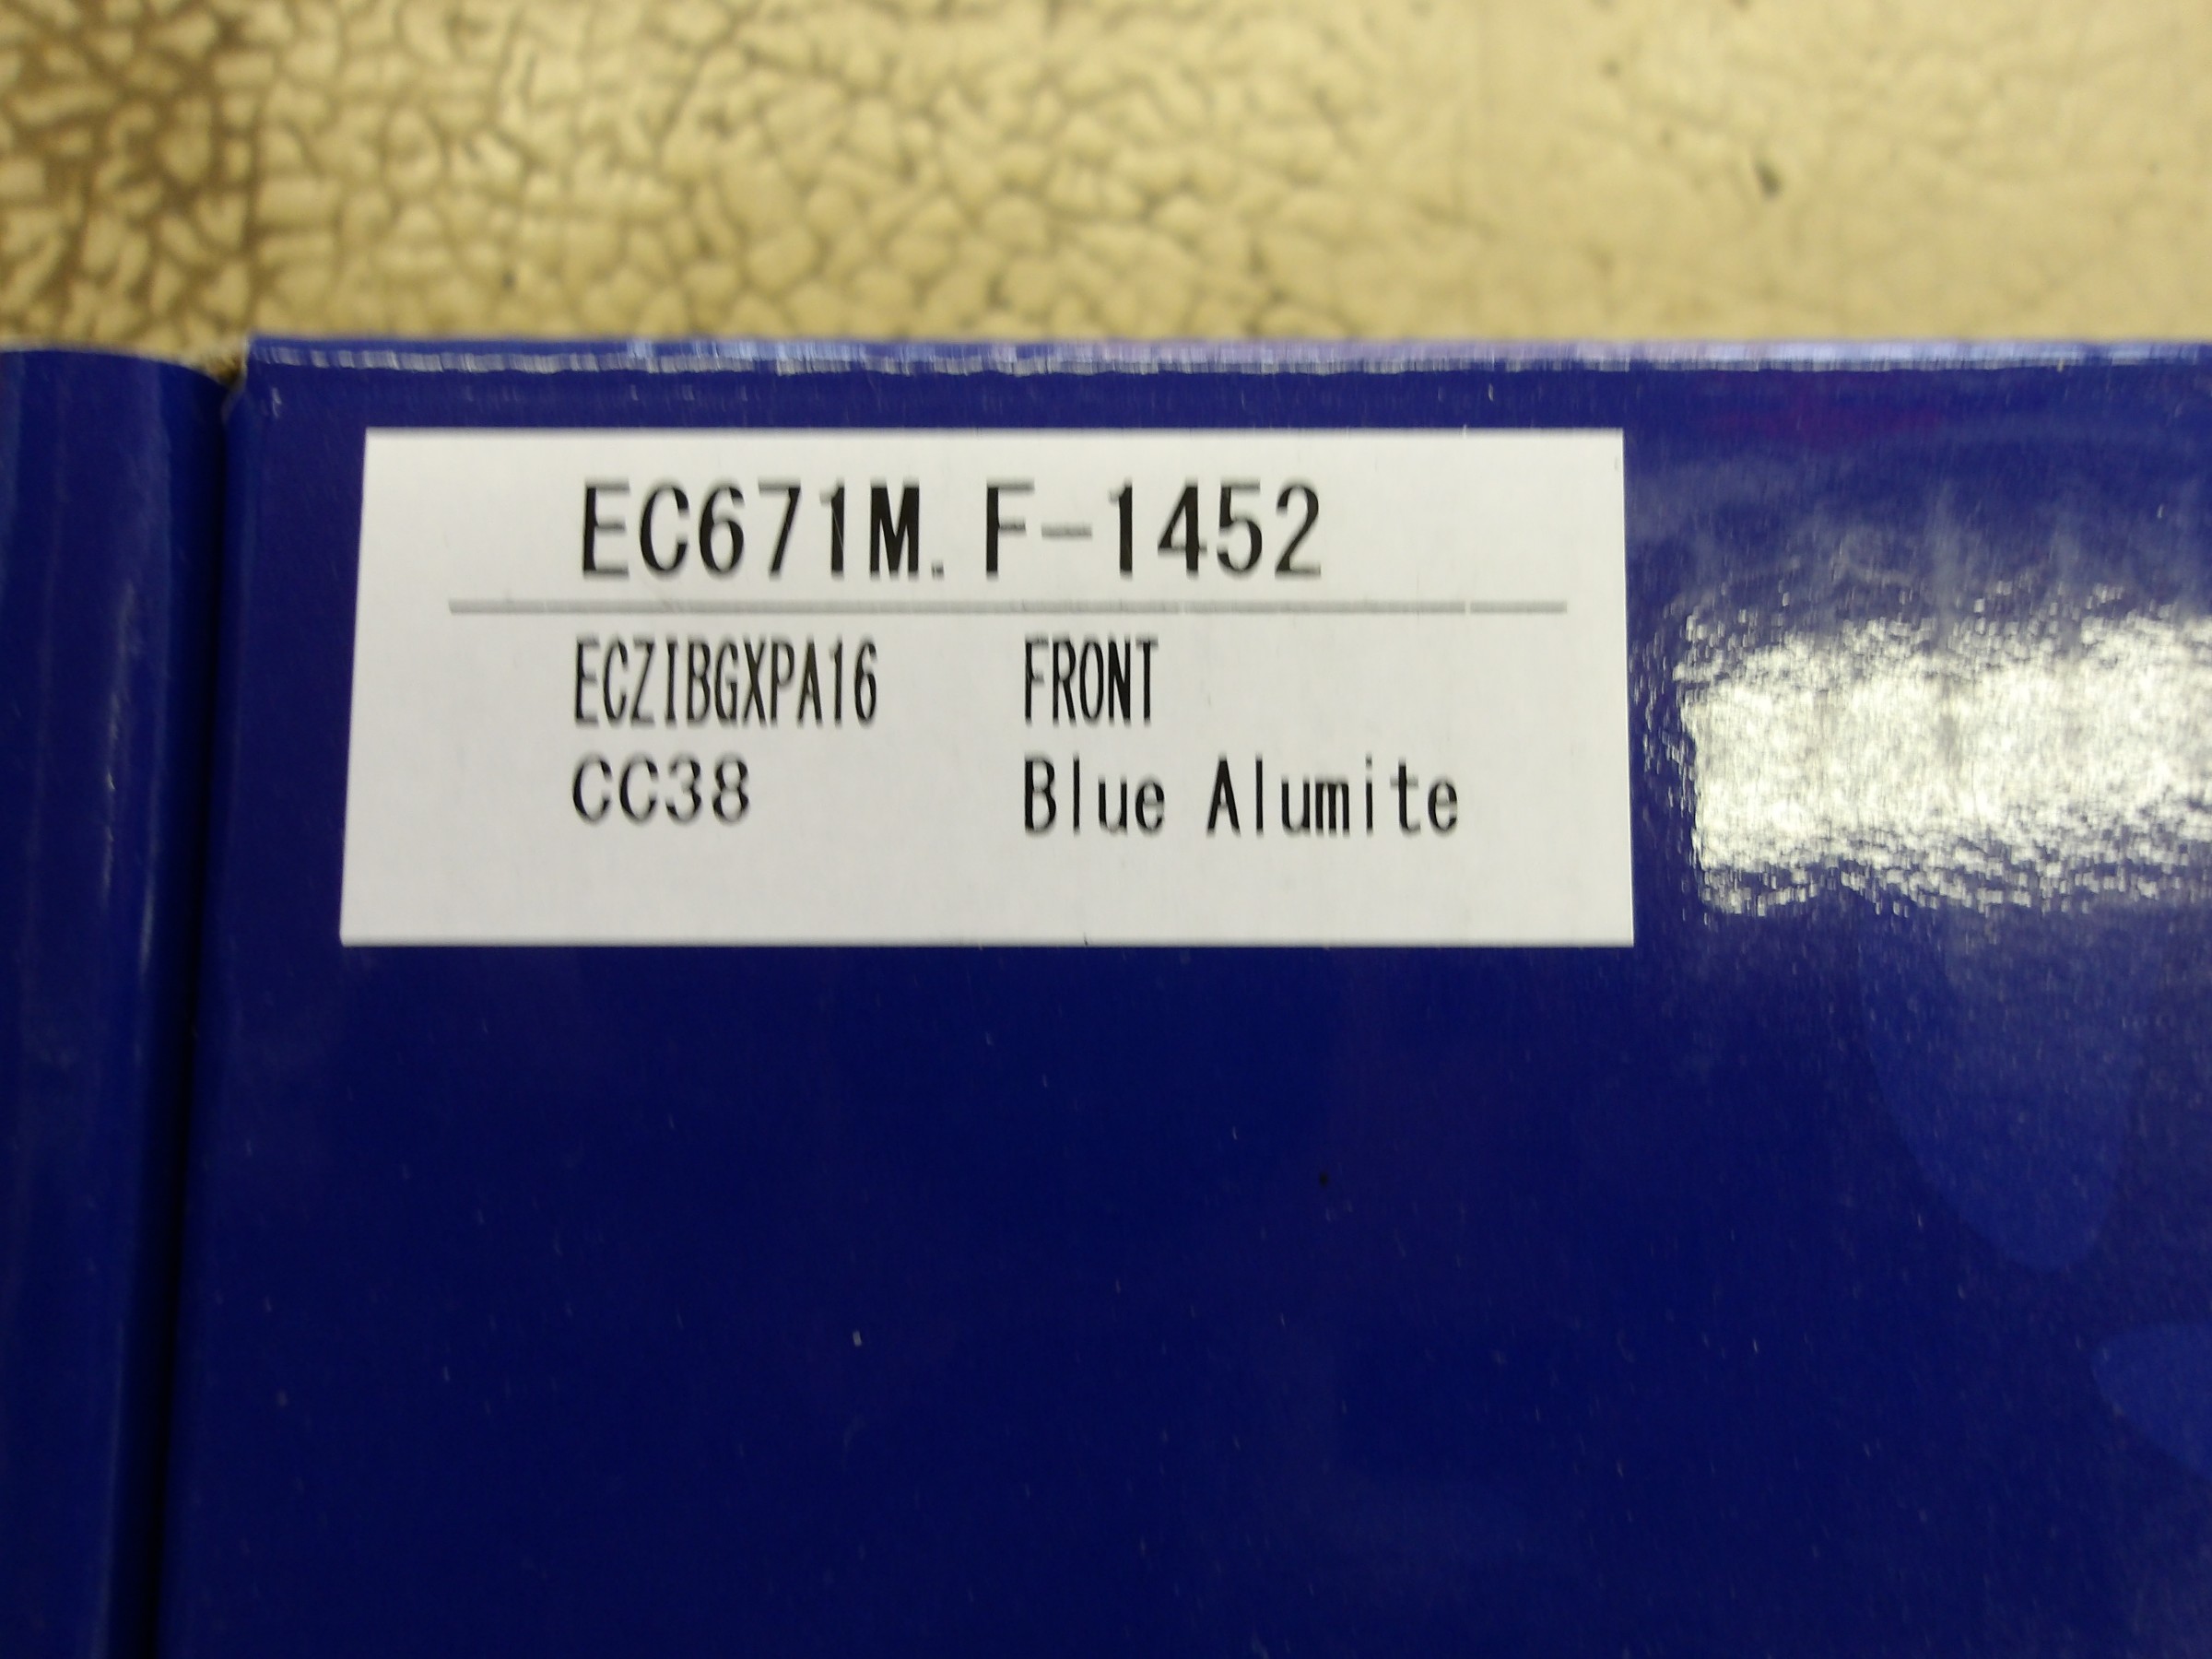 EC671M. F-1452
ECZIBGXPA16 FRONT
CC38 Blue Alumite